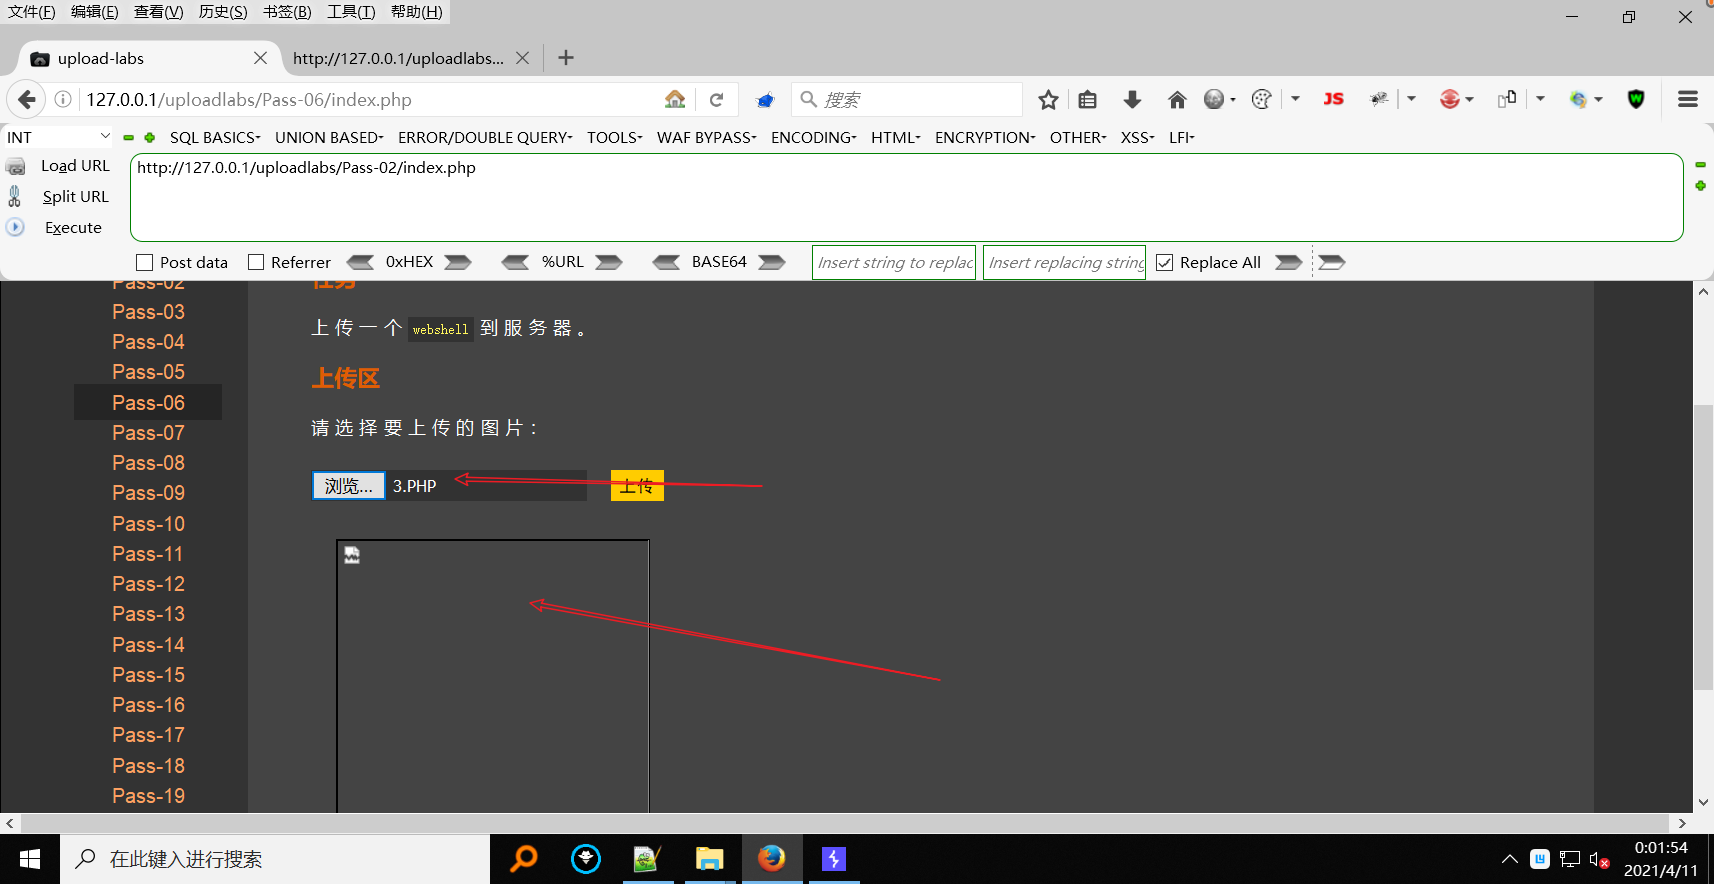 文件(F) 编辑(E) 查看(V) 历史(S) 书签(B) 工具(T) 帮助(H)
upload-labs
http://127.0.0.1/uploadlabs...
127.0.0.1/uploadlabs/Pass-06/index.php
搜索
JS
W
INT
SQL BASICS
UNION BASED
ERROR/DOUBLE QUERY
TOOLS
WAF BYPASS
ENCODING
HTML
ENCRYPTION
OTHER
XSS
LFI
Load URL
Split URL
Execute
http://127.0.0.1/uploadlabs/Pass-02/index.php
Post data
Referrer
0xHEX
%URL
BASE64
Insert string to replac
Insert replacing string
Replace All
Pass-02
Pass-03
Pass-04
Pass-05
Pass-06
Pass-07
Pass-08
Pass-09
Pass-10
Pass-11
Pass-12
Pass-13
Pass-14
Pass-15
Pass-16
Pass-17
Pass-18
Pass-19
任务
上传一个 webshell 到服务器。
上传区
请选择要上传的图片：
浏览... 3.PHP
上传
在此键入进行搜索
0:01:54
2021/4/11